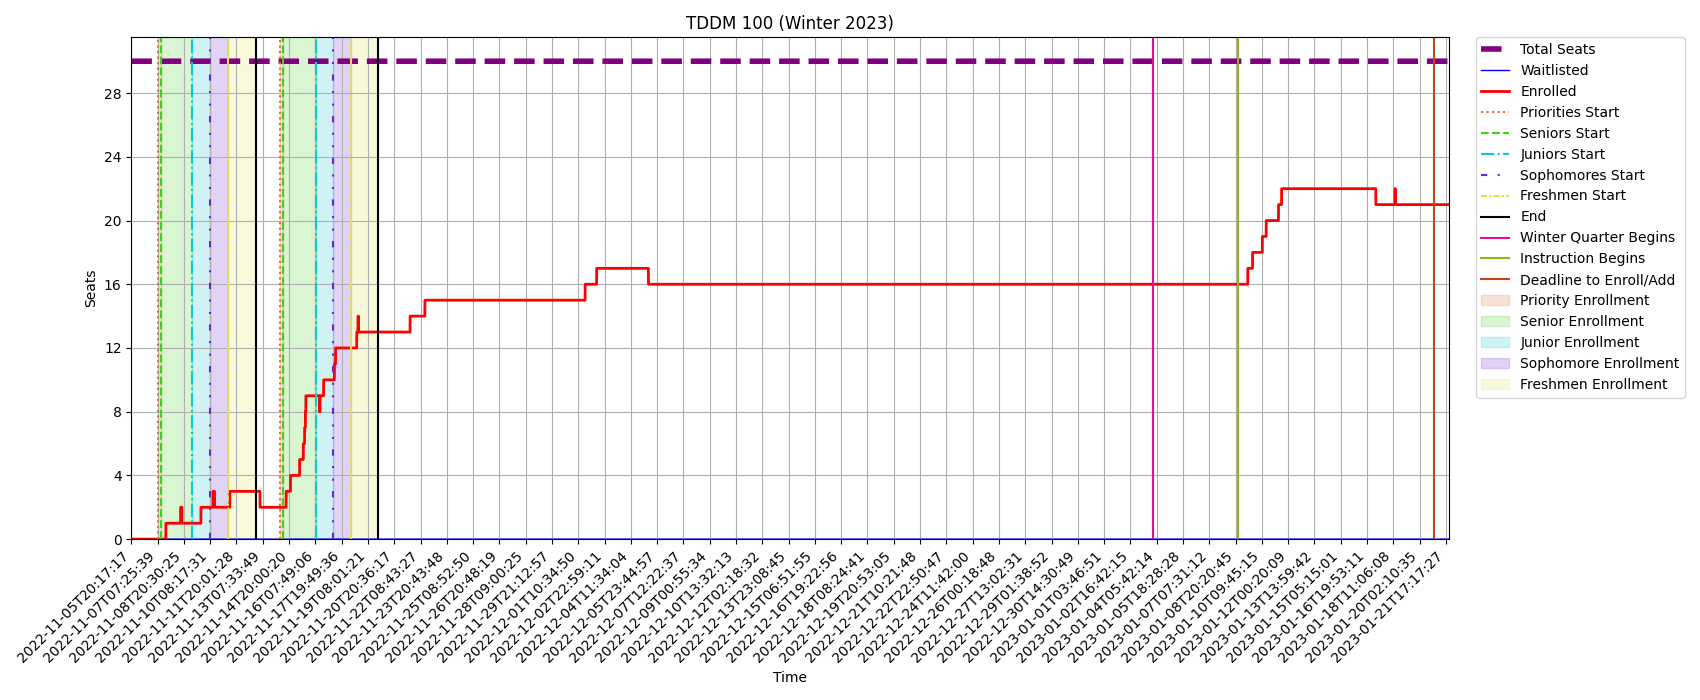 TDDM 100 (Winter 2023)
Seats
28
24
20
16
12
8
4
0
2022-11-05T20:17:17
2022-11-07T07:25:39
2022-11-08T20:30:25
2022-11-10T08:17:31
2022-11-11T20:01:28
2022-11-13T07:33:49
2022-11-14T20:00:20
2022-11-16T07:49:06
2022-11-17T19:49:36
2022-11-19T08:01:21
2022-11-20T20:36:17
2022-11-22T08:43:27
2022-11-23T20:43:48
2022-11-25T08:52:50
2022-11-26T20:48:19
2022-11-28T09:00:25
2022-11-29T21:12:57
2022-12-01T10:34:50
2022-12-02T22:59:11
2022-12-04T11:34:04
2022-12-05T23:44:57
2022-12-07T12:22:37
2022-12-09T00:55:34
2022-12-10T13:32:13
2022-12-12T02:18:32
2022-12-13T23:08:45
2022-12-15T06:51:55
2022-12-16T19:22:56
2022-12-18T08:24:41
2022-12-19T20:53:05
2022-12-21T10:21:48
2022-12-22T22:50:47
2022-12-24T11:42:00
2022-12-26T00:18:48
2022-12-27T13:02:31
2022-12-29T01:38:52
2022-12-30T14:30:49
2023-01-01T03:46:51
2023-01-02T16:42:15
2023-01-04T05:42:14
2023-01-05T18:28:28
2023-01-07T07:31:12
2023-01-08T20:20:45
2023-01-10T09:45:15
2023-01-12T00:20:09
2023-01-13T13:59:42
2023-01-15T05:15:01
2023-01-16T19:53:11
2023-01-18T11:06:08
2023-01-20T02:10:35
2023-01-21T17:17:27
Time
Total Seats
Waitlisted
Enrolled
Priorities Start
Seniors Start
Juniors Start
Sophomores Start
Freshmen Start
End
Winter Quarter Begins
Instruction Begins
Deadline to Enroll/Add
Priority Enrollment
Senior Enrollment
Junior Enrollment
Sophomore Enrollment
Freshmen Enrollment